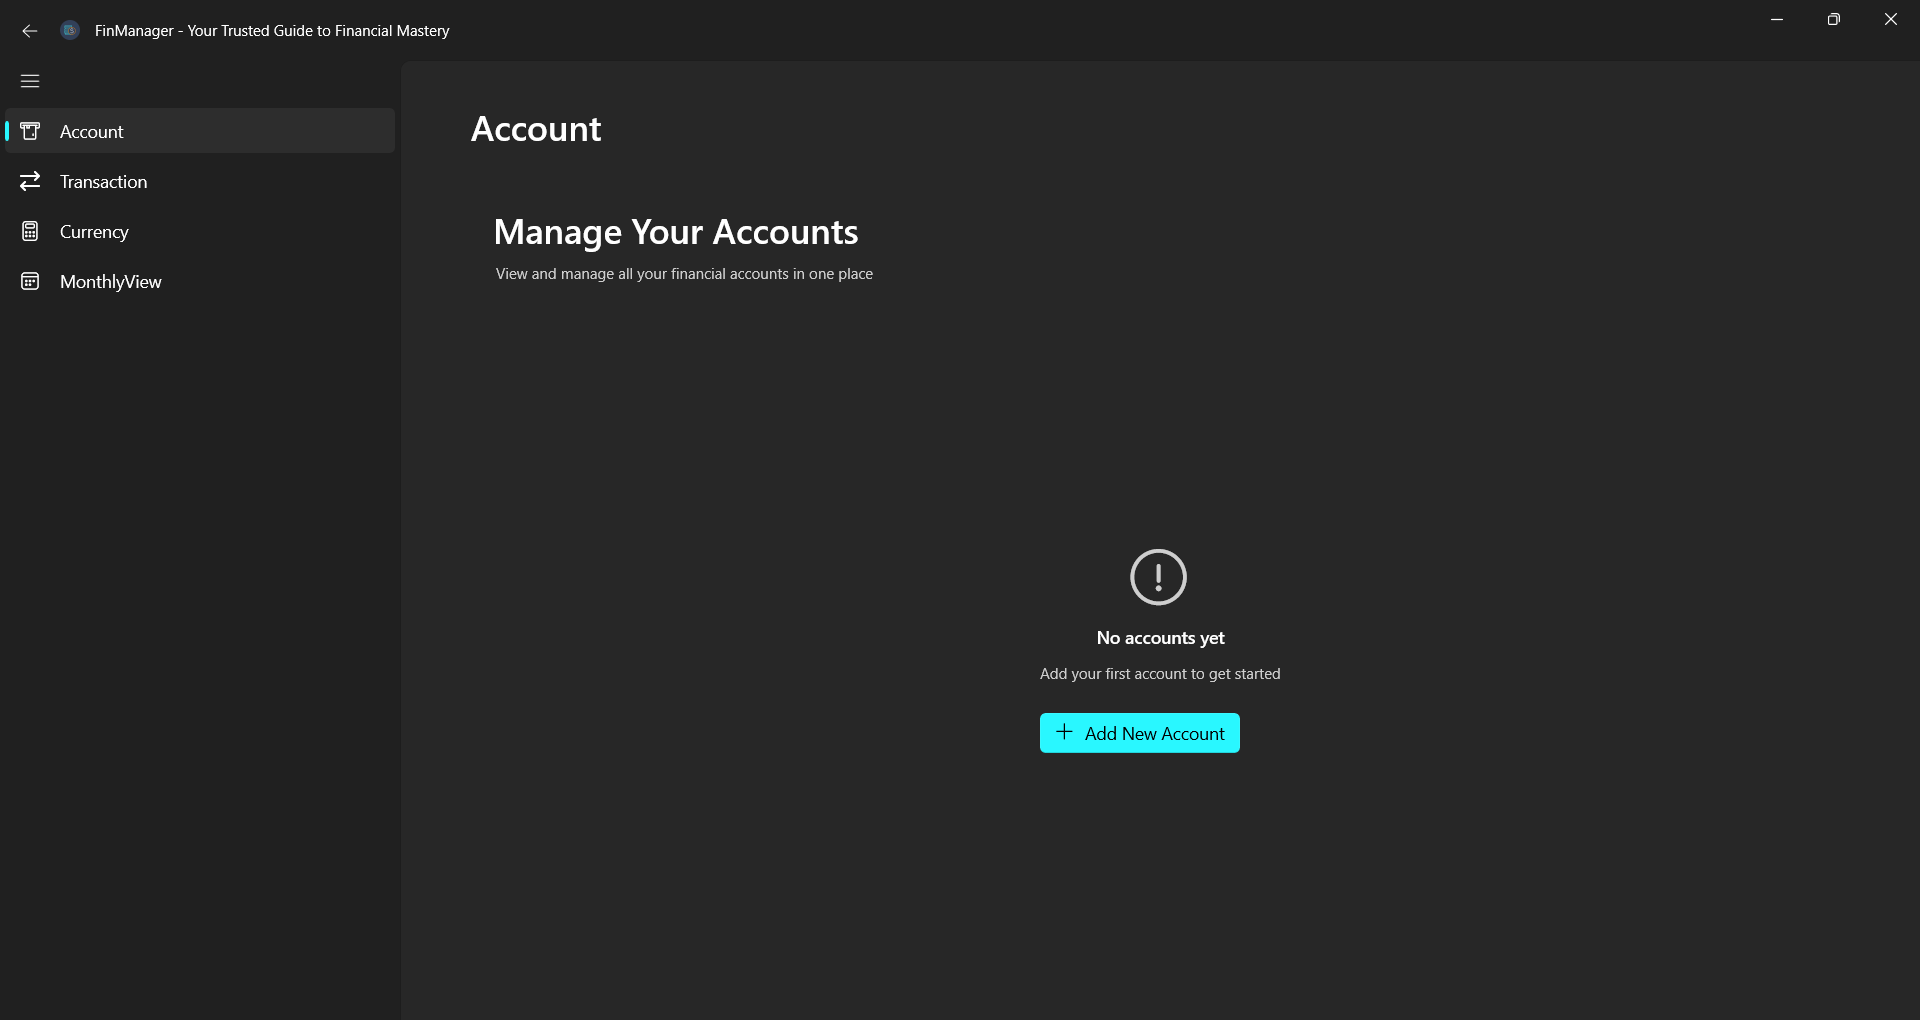 FinManager - Your Trusted Guide to Financial Mastery
Account
Transaction
Currency
MonthlyView
Account
Manage Your Accounts
View and manage all your financial accounts in one place
No accounts yet
Add your first account to get started
Add New Account